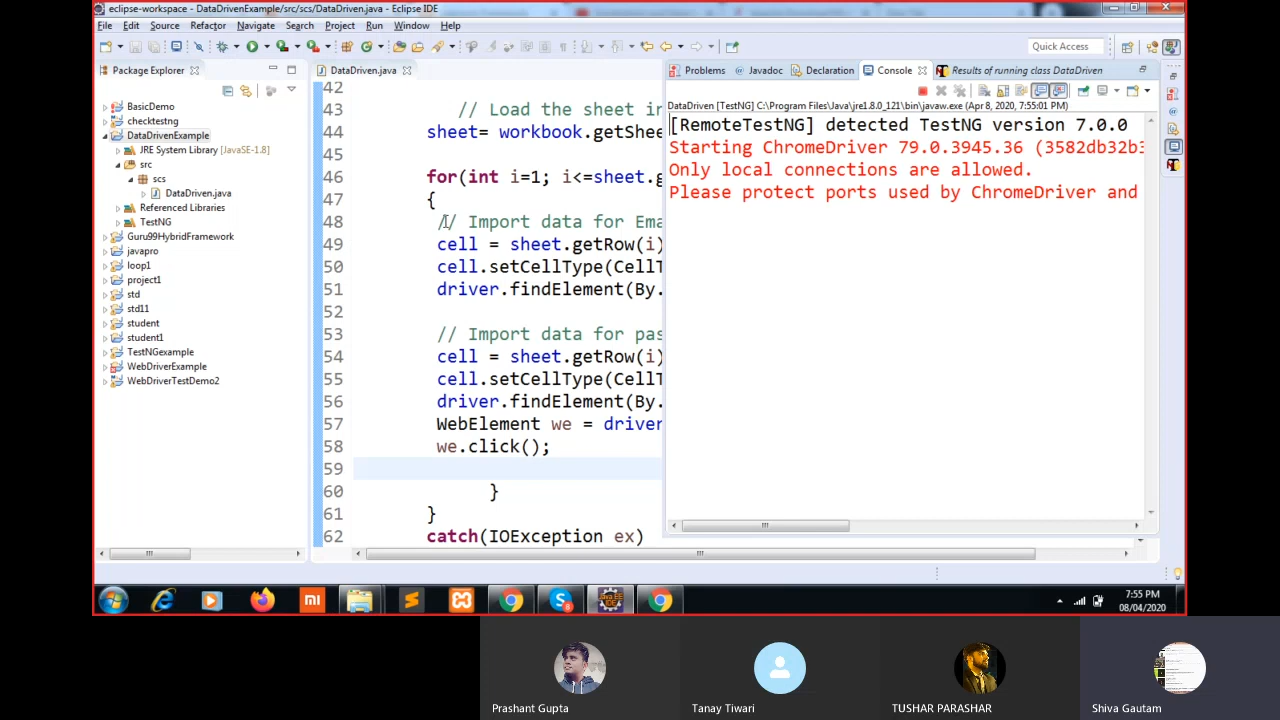 eclipse-workspace - DataDrivenExample/src/scs/DataDriven.java - Eclipse IDE
File Edit Source Refactor Navigate Search Project Run Window Help
Quick Access
Package Explorer
DataDriven.java
Problems
Javadoc
Declaration
Console
Results of running class DataDriven
BasicDemo
checktestng
DataDrivenExample
JRE System Library [JavaSE-1.8]
src
scs
DataDriven.java
Referenced Libraries
TestNG
Guru99HybridFramework
javapro
loop1
project1
std
std11
student
student1
TestNGexample
WebDriverExample
WebDriverTestDemo2
42
43 // Load the sheet in
44 sheet= workbook.getShee
45
46 for(int i=1; i<=sheet.g
47 {
48 // Import data for Ema
49 cell = sheet.getRow(i)
50 cell.setCellType(CellT
51 driver.findElement(By.
52
53 // Import data for pas
54 cell = sheet.getRow(i)
55 cell.setCellType(CellT
56 driver.findElement(By.
57 WebElement we = driver
58 we.click();
59
60 }
61 }
62 catch(IOException ex)
DataDriven [TestNG] C:\Program Files\Java\jre1.8.0_121\bin\javaw.exe (Apr 8, 2020, 7:55:01 PM)
[RemoteTestNG] detected TestNG version 7.0.0
Starting ChromeDriver 79.0.3945.36 (3582db32b3
Only local connections are allowed.
Please protect ports used by ChromeDriver and
mi
Java EE
IDE
7:55 PM
08/04/2020
Prashant Gupta
Tanay Tiwari
TUSHAR PARASHAR
Shiva Gautam